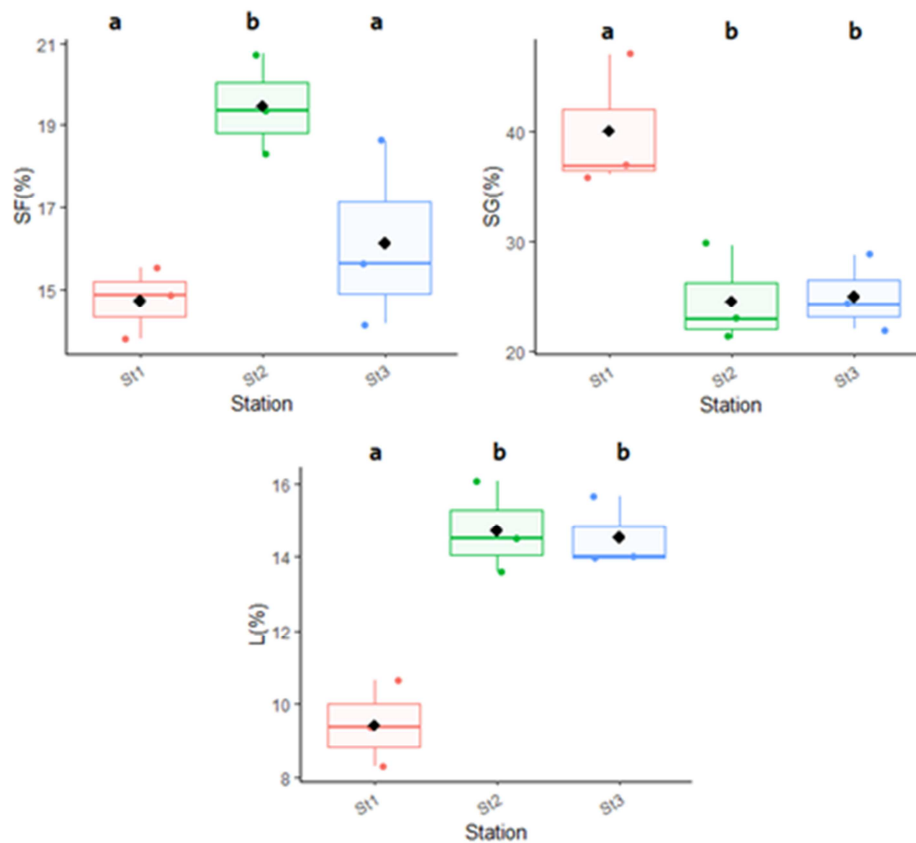 a b a
21
19
17
15
SF(%)
St1 St2 St3
Station
a b b
40
30
20
SG(%)
St1 St2 St3
Station
a b b
16
14
12
10
8
L(%)
St1 St2 St3
Station